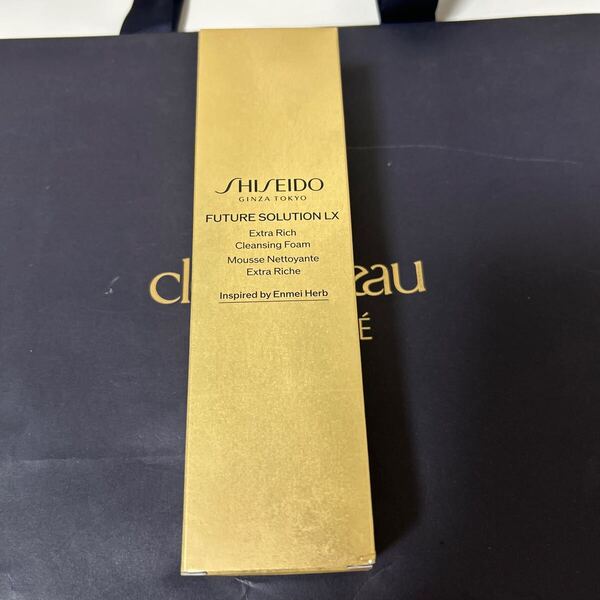 SHISEIDO
GINZA TOKYO
FUTURE SOLUTION LX
Extra Rich
Cleansing Foam
Mousse Nettoyante
Extra Riche
Inspired by Enmei Herb